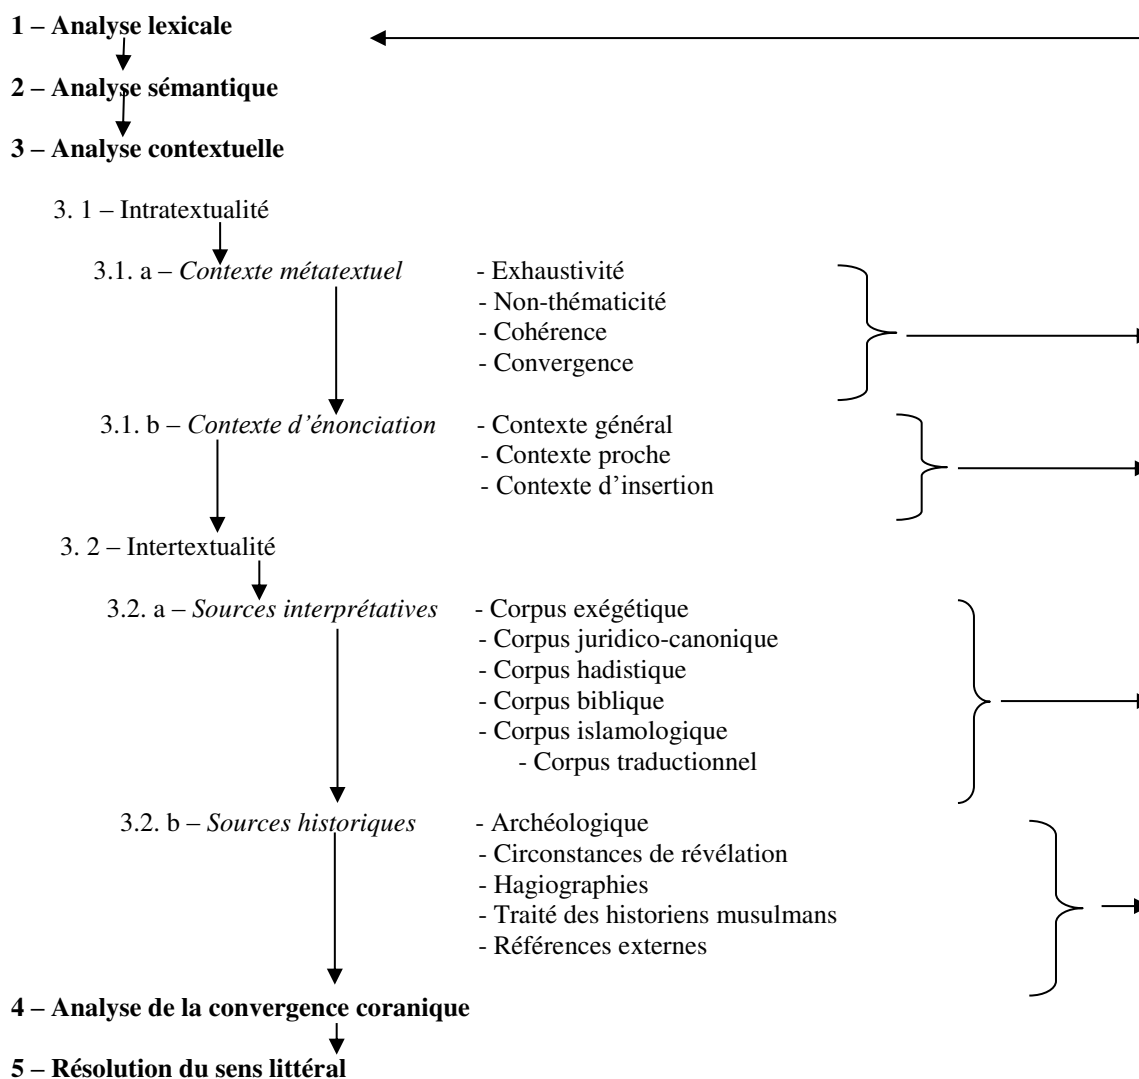 1 – Analyse lexicale
2 – Analyse sémantique
3 – Analyse contextuelle
3. 1 – Intratextualité
3.1. a – Contexte métatextuel - Exhaustivité
- Non-thématicité
- Cohérence
- Convergence
3.1. b – Contexte d’énonciation - Contexte général
- Contexte proche
- Contexte d’insertion
3. 2 – Intertextualité
3.2. a – Sources interprétatives - Corpus exégétique
- Corpus juridico-canonique
- Corpus hadistique
- Corpus biblique
- Corpus islamologique
- Corpus traductionnel
3.2. b – Sources historiques - Archéologique
- Circonstances de révélation
- Hagiographies
- Traité des historiens musulmans
- Références externes
4 – Analyse de la convergence coranique
5 – Résolution du sens littéral